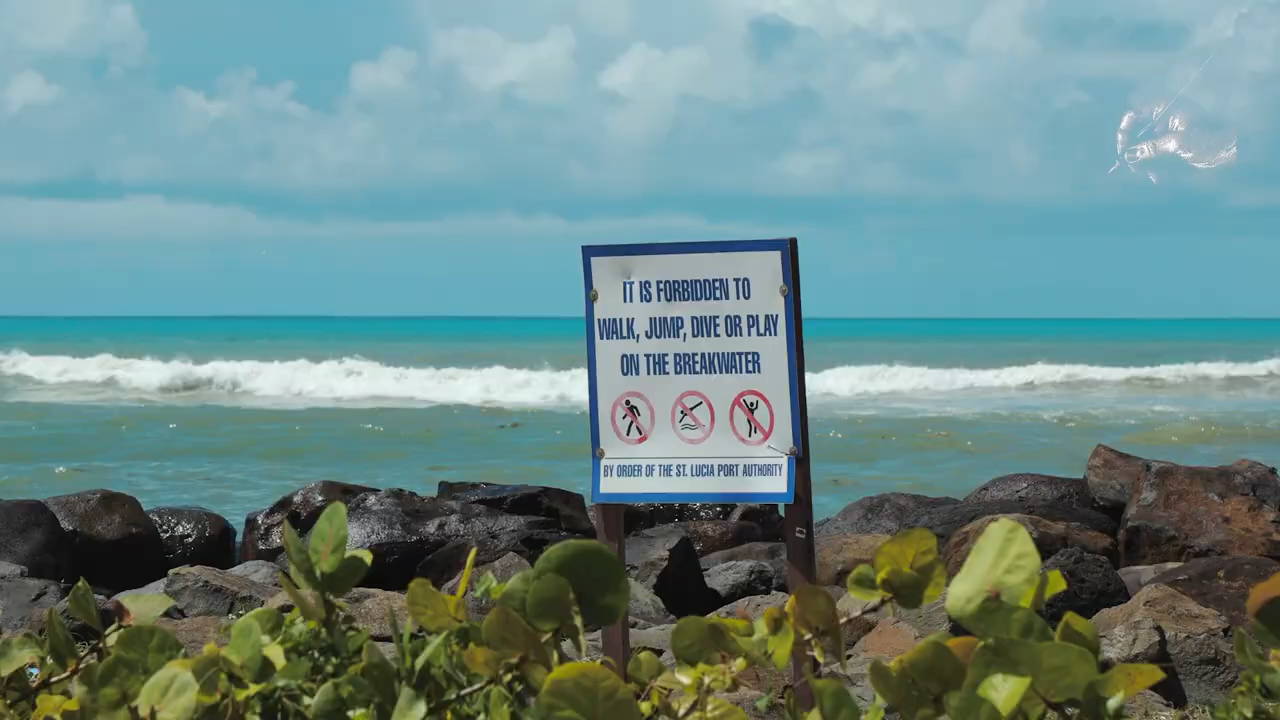 IT IS FORBIDDEN TO
WALK, JUMP, DIVE OR PLAY
ON THE BREAKWATER
BY ORDER OF THE ST. LUCIA PORT AUTHORITY